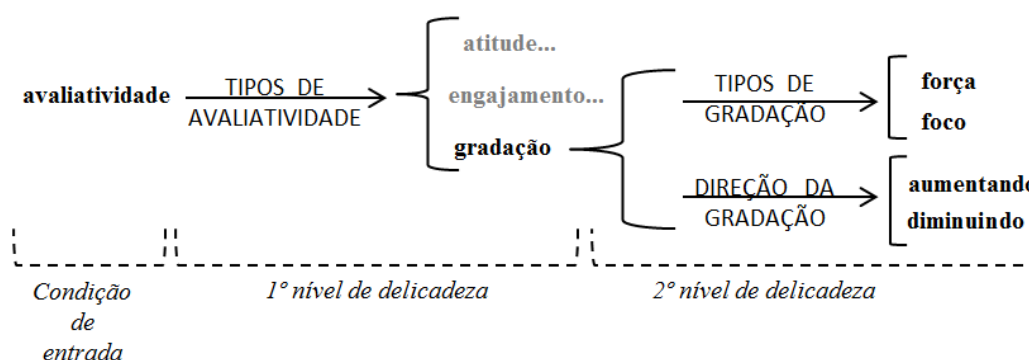 avaliatividade
TIPOS DE
AVALIATIVIDADE
atitude...
engajamento...
gradação
TIPOS DE
GRADAÇÃO
força
foco
DIREÇÃO DA
GRADAÇÃO
aumentando
diminuindo
Condição
de
entrada
1º nível de delicadeza
2º nível de delicadeza